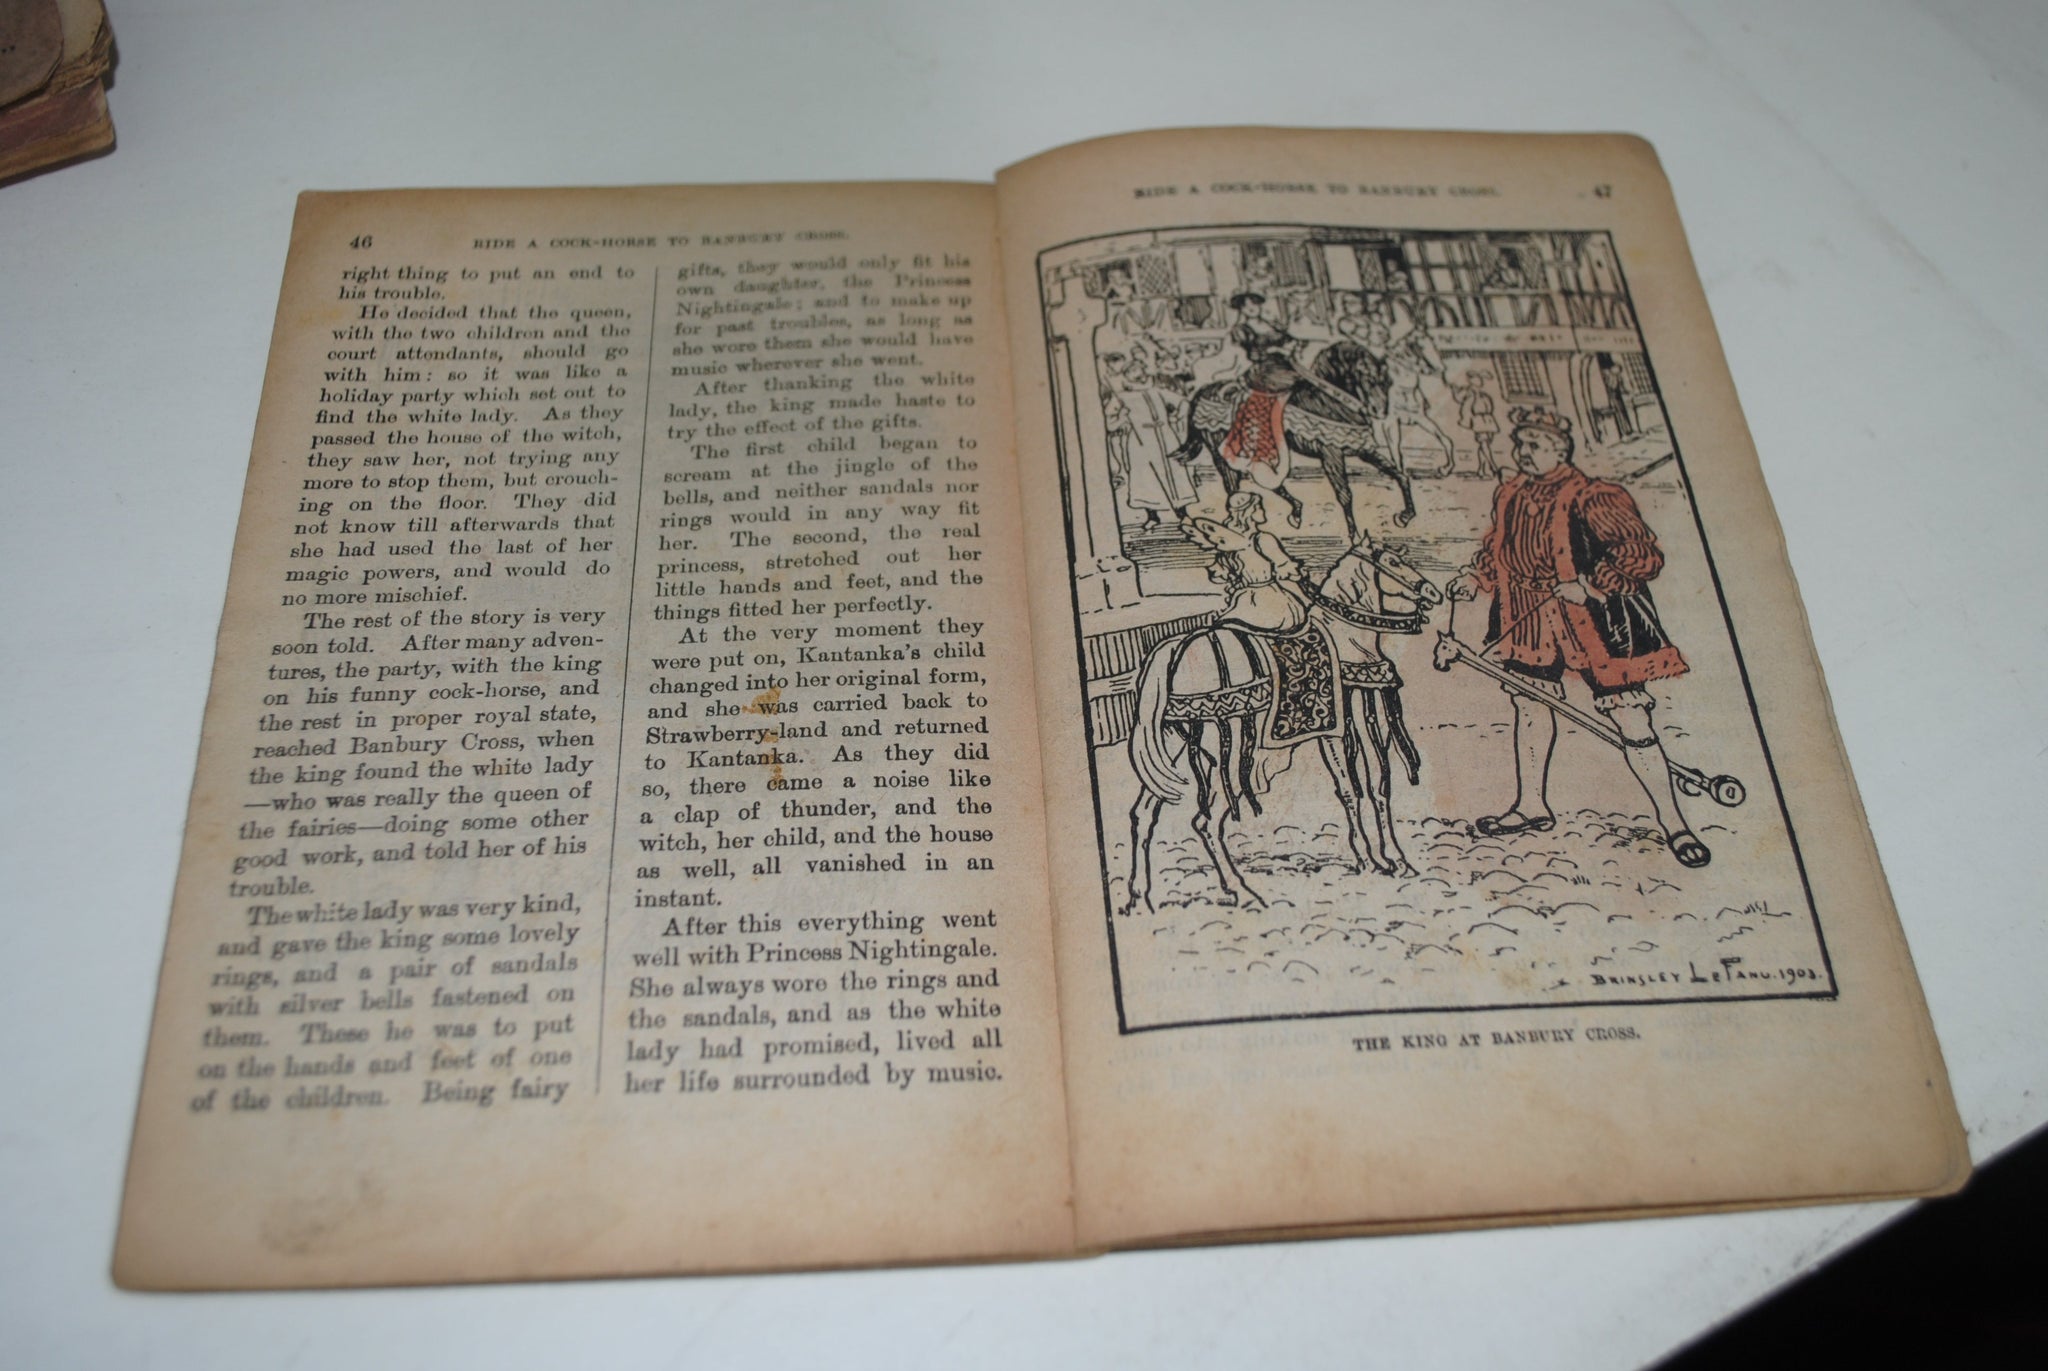 46
RIDE A COCK-HORSE TO BANBURY CROSS.
right thing to put an end to
his trouble.
He decided that the queen,
with the two children and the
court attendants, should go
with him: so it was like a
holiday party which set out to
find the white lady. As they
passed the house of the witch,
they saw her, not trying any
more to stop them, but crouch-
ing on the floor. They did
not know till afterwards that
she had used the last of her
magic powers, and would do
no more mischief.
The rest of the story is very
soon told. After many adven-
tures, the party, with the king
on his funny cock-horse, and
the rest in proper royal state,
reached Banbury Cross, when
the king found the white lady
—who was really the queen of
the fairies—doing some other
good work, and told her of his
trouble.
The white lady was very kind,
and gave the king some lovely
rings, and a pair of sandals
with silver bells fastened on
them. These he was to put
on the hands and feet of one
of the children. Being fairy
gifts, they would only fit his
own daughter, the Princess
Nightingale; and to make up
for past troubles, as long as
she wore them she would have
music wherever she went.
After thanking the white
lady, the king made haste to
try the effect of the gifts.
The first child began to
scream at the jingle of the
bells, and neither sandals nor
rings would in any way fit
her. The second, the real
princess, stretched out her
little hands and feet, and the
things fitted her perfectly.
At the very moment they
were put on, Kantanka's child
changed into her original form,
and she was carried back to
Strawberry-land and returned
to Kantanka. As they did
so, there came a noise like
a clap of thunder, and the
witch, her child, and the house
as well, all vanished in an
instant.
After this everything went
well with Princess Nightingale.
She always wore the rings and
the sandals, and as the white
lady had promised, lived all
her life surrounded by music.
RIDE A COCK-HORSE TO BANBURY CROSS.
47
BRINSLEY LEFANU. 1903.
THE KING AT BANBURY CROSS.